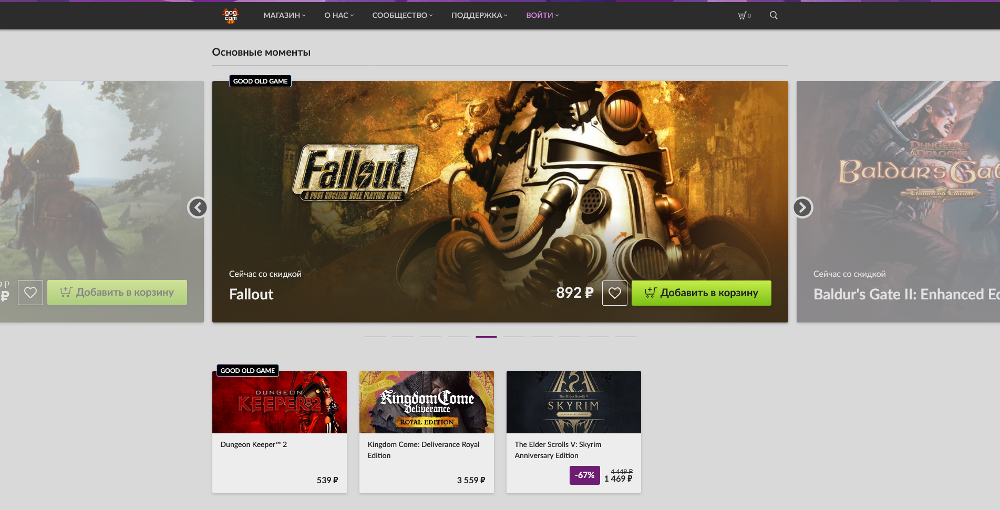 gog
com
МАГАЗИН
О НАС
СООБЩЕСТВО
ПОДДЕРЖКА
ВОЙТИ
0
Основные моменты
GOOD OLD GAME
Fallout
A POST NUCLEAR ROLE PLAYING GAME
DUNGEONS
& DRAGONS
Enhanced Edition
Сейчас со скидкой
Сейчас со скидкой
₽
Добавить в корзину
Fallout
892 ₽
Добавить в корзину
Baldur's Gate II: Enhanced
GOOD OLD GAME
DUNGEON
KEEPER 2
Kingdom Come
Deliverance
ROYAL EDITION
The Elder Scrolls V
SKYRIM
ANNIVERSARY EDITION
Dungeon Keeper™ 2
Kingdom Come: Deliverance Royal
Edition
The Elder Scrolls V: Skyrim
Anniversary Edition
539 ₽
3 559 ₽
-67%
4 449 ₽
1 469 ₽